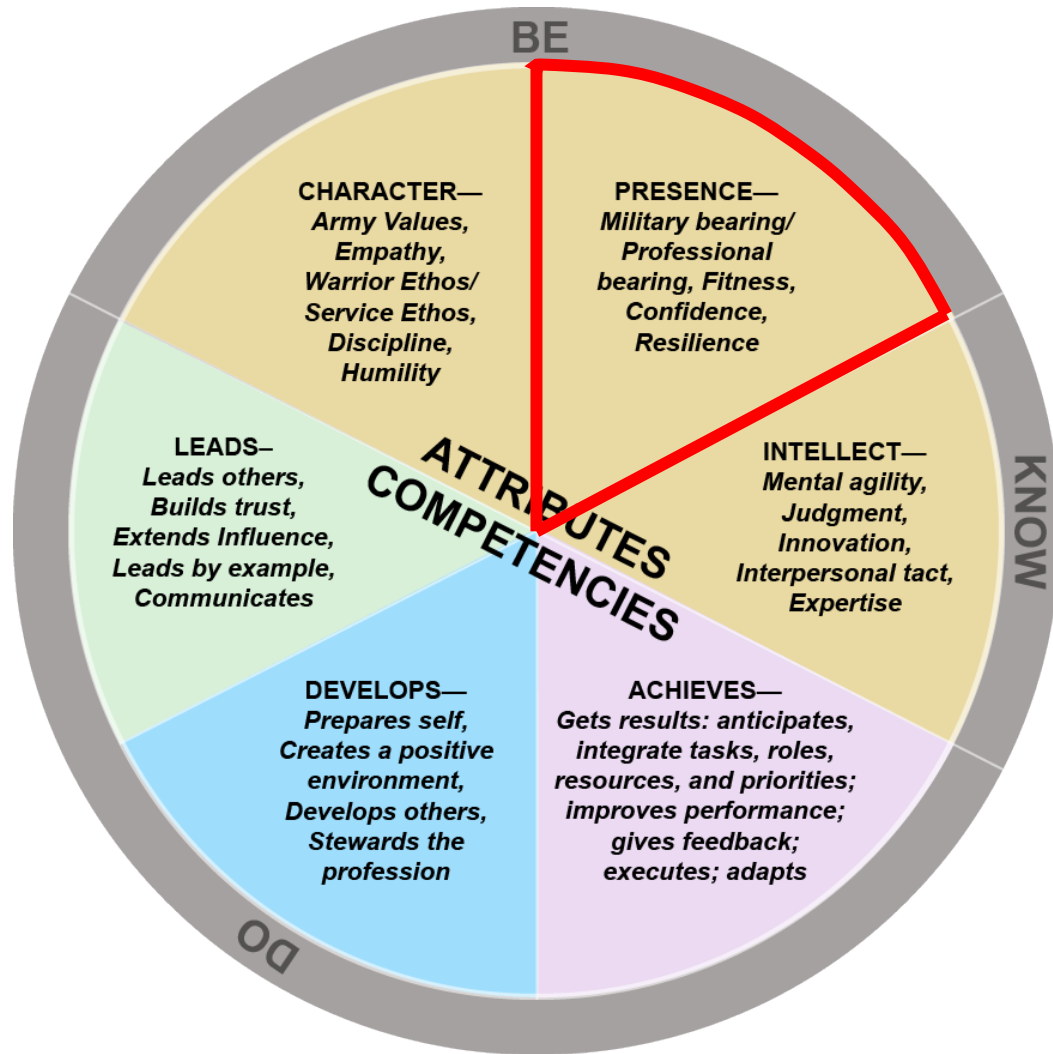 BE
CHARACTER—
Army Values,
Empathy,
Warrior Ethos/
Service Ethos,
Discipline,
Humility
PRESENCE—
Military bearing/
Professional
bearing, Fitness,
Confidence,
Resilience
LEADS–
Leads others,
Builds trust,
Extends Influence,
Leads by example,
Communicates
ATTRIBUTES
COMPETENCIES
INTELLECT—
Mental agility,
Judgment,
Innovation,
Interpersonal tact,
Expertise
KNOW
DEVELOPS—
Prepares self,
Creates a positive
environment,
Develops others,
Stewards the
profession
ACHIEVES—
Gets results: anticipates,
integrate tasks, roles,
resources, and priorities;
improves performance;
gives feedback;
executes; adapts
DO